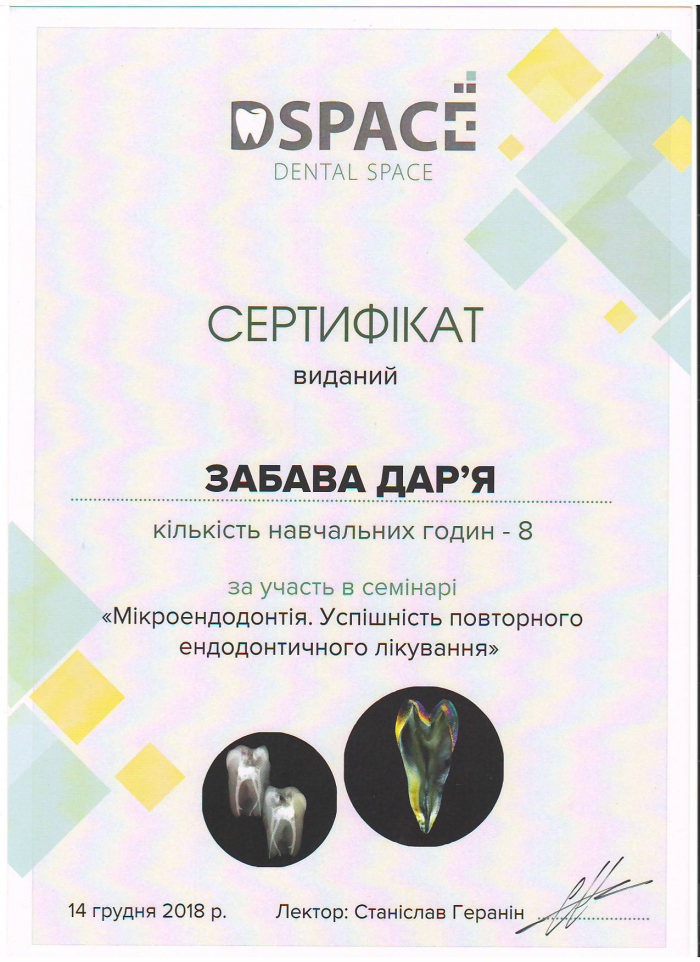 DSPACE
DENTAL SPACE
СЕРТИФІКАТ
виданий
ЗАБАВА ДАР’Я
кількість навчальних годин - 8
за участь в семінарі
«Мікроендодонтія. Успішність повторного
ендодонтичного лікування»
14 грудня 2018 р.
Лектор: Станіслав Геранін